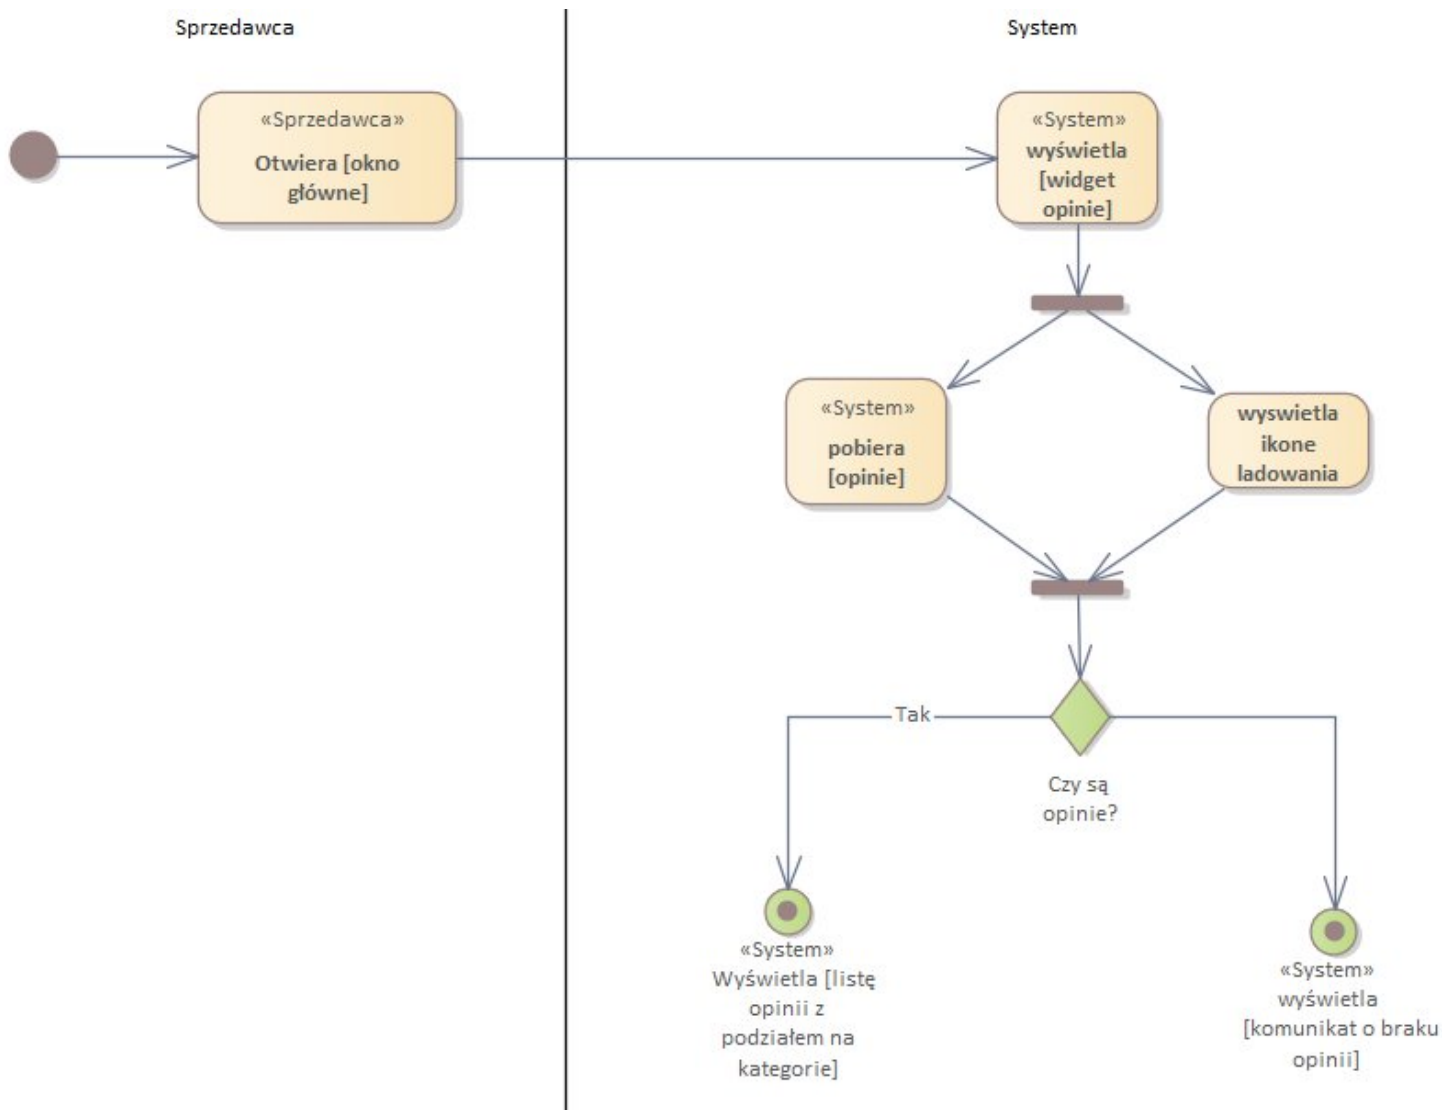 Sprzedawca
System
«Sprzedawca»
Otwiera [okno
główne]
«System»
wyświetla
[widget
opinie]
«System»
pobiera
[opinie]
wyswietla
ikone
ladowania
Tak
Czy są
opinie?
«System»
Wyświetla [listę
opinii z
podziałem na
kategorie]
«System»
wyświetla
[komunikat o braku
opinii]